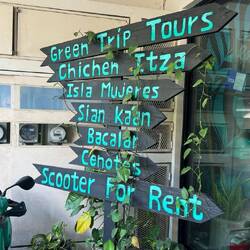 Green Trip Tours
Chichen Itza
Isla Mujeres
Sian Kaan
Bacalar
Cenotes
Scooter For Rent